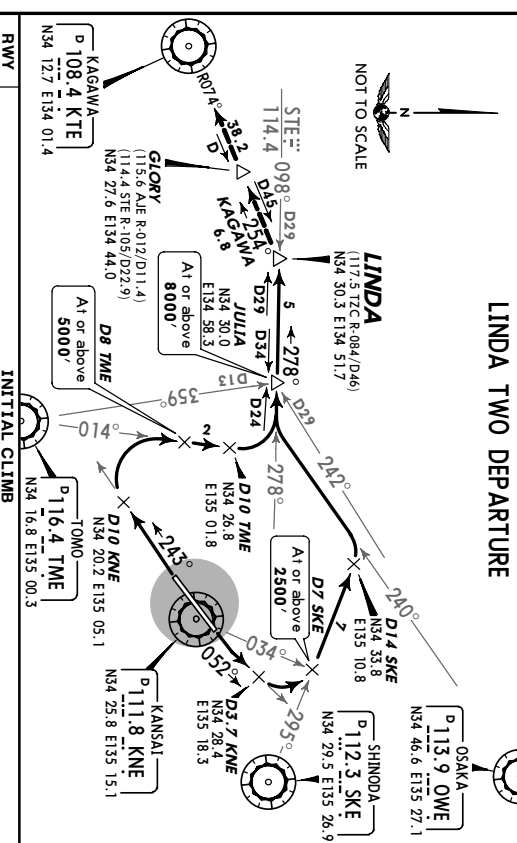 LINDA TWO DEPARTURE
N
NOT TO SCALE
OSAKA
D 113.9 OWE
N34 46.6 E135 27.1
SHINODA
D 112.3 SKE
N34 29.5 E135 26.9
KANSAI
D 111.8 KNE
N34 25.8 E135 15.1
TOMO
D 116.4 TME
N34 16.8 E135 00.3
KAGAWA
D 108.4 KTE
N34 12.7 E134 01.4
LINDA
(117.5 TZC R-084/D46)
N34 30.3 E134 51.7
GLORY
(115.6 AJE R-012/D11.4)
(114.4 STE R-105/D22.9)
N34 27.6 E134 44.0
JULIA
N34 30.0
E134 58.3
At or above
8000'
D8 TME
At or above
5000'
D10 TME
N34 26.8
E135 01.8
D10 KNE
N34 20.2 E135 05.1
D3.7 KNE
N34 28.4
E135 18.3
D7 SKE
At or above
2500'
D14 SKE
N34 33.8
E135 10.8
STE
114.4
098°
D29
R074°
38.2
D
D45
254°
KAGAWA
6.8
5
278°
D29
D34
D24
D13
D29
359°
014°
2
278°
242°
240°
7
243°
052°
034°
295°
RWY
INITIAL CLIMB